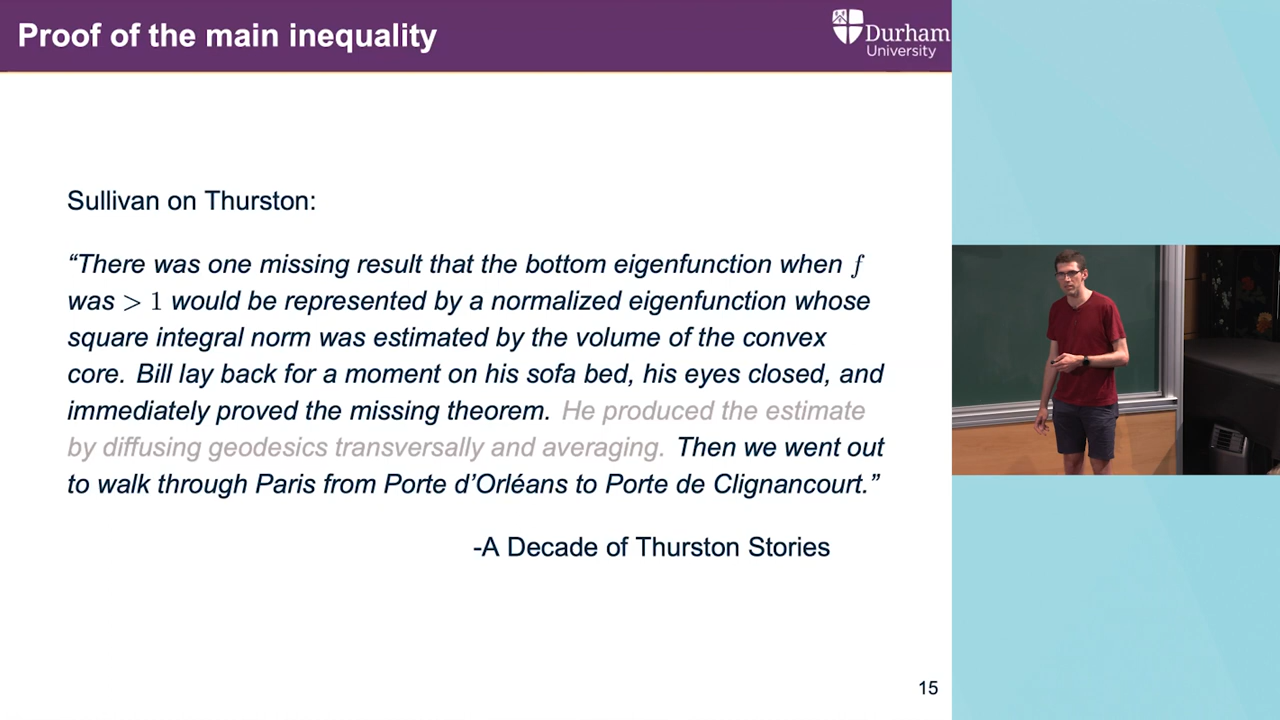 Proof of the main inequality
Durham
University
Sullivan on Thurston:
“There was one missing result that the bottom eigenfunction when f
was > 1 would be represented by a normalized eigenfunction whose
square integral norm was estimated by the volume of the convex
core. Bill lay back for a moment on his sofa bed, his eyes closed, and
immediately proved the missing theorem. He produced the estimate
by diffusing geodesics transversally and averaging. Then we went out
to walk through Paris from Porte d’Orléans to Porte de Clignancourt.”
-A Decade of Thurston Stories
15